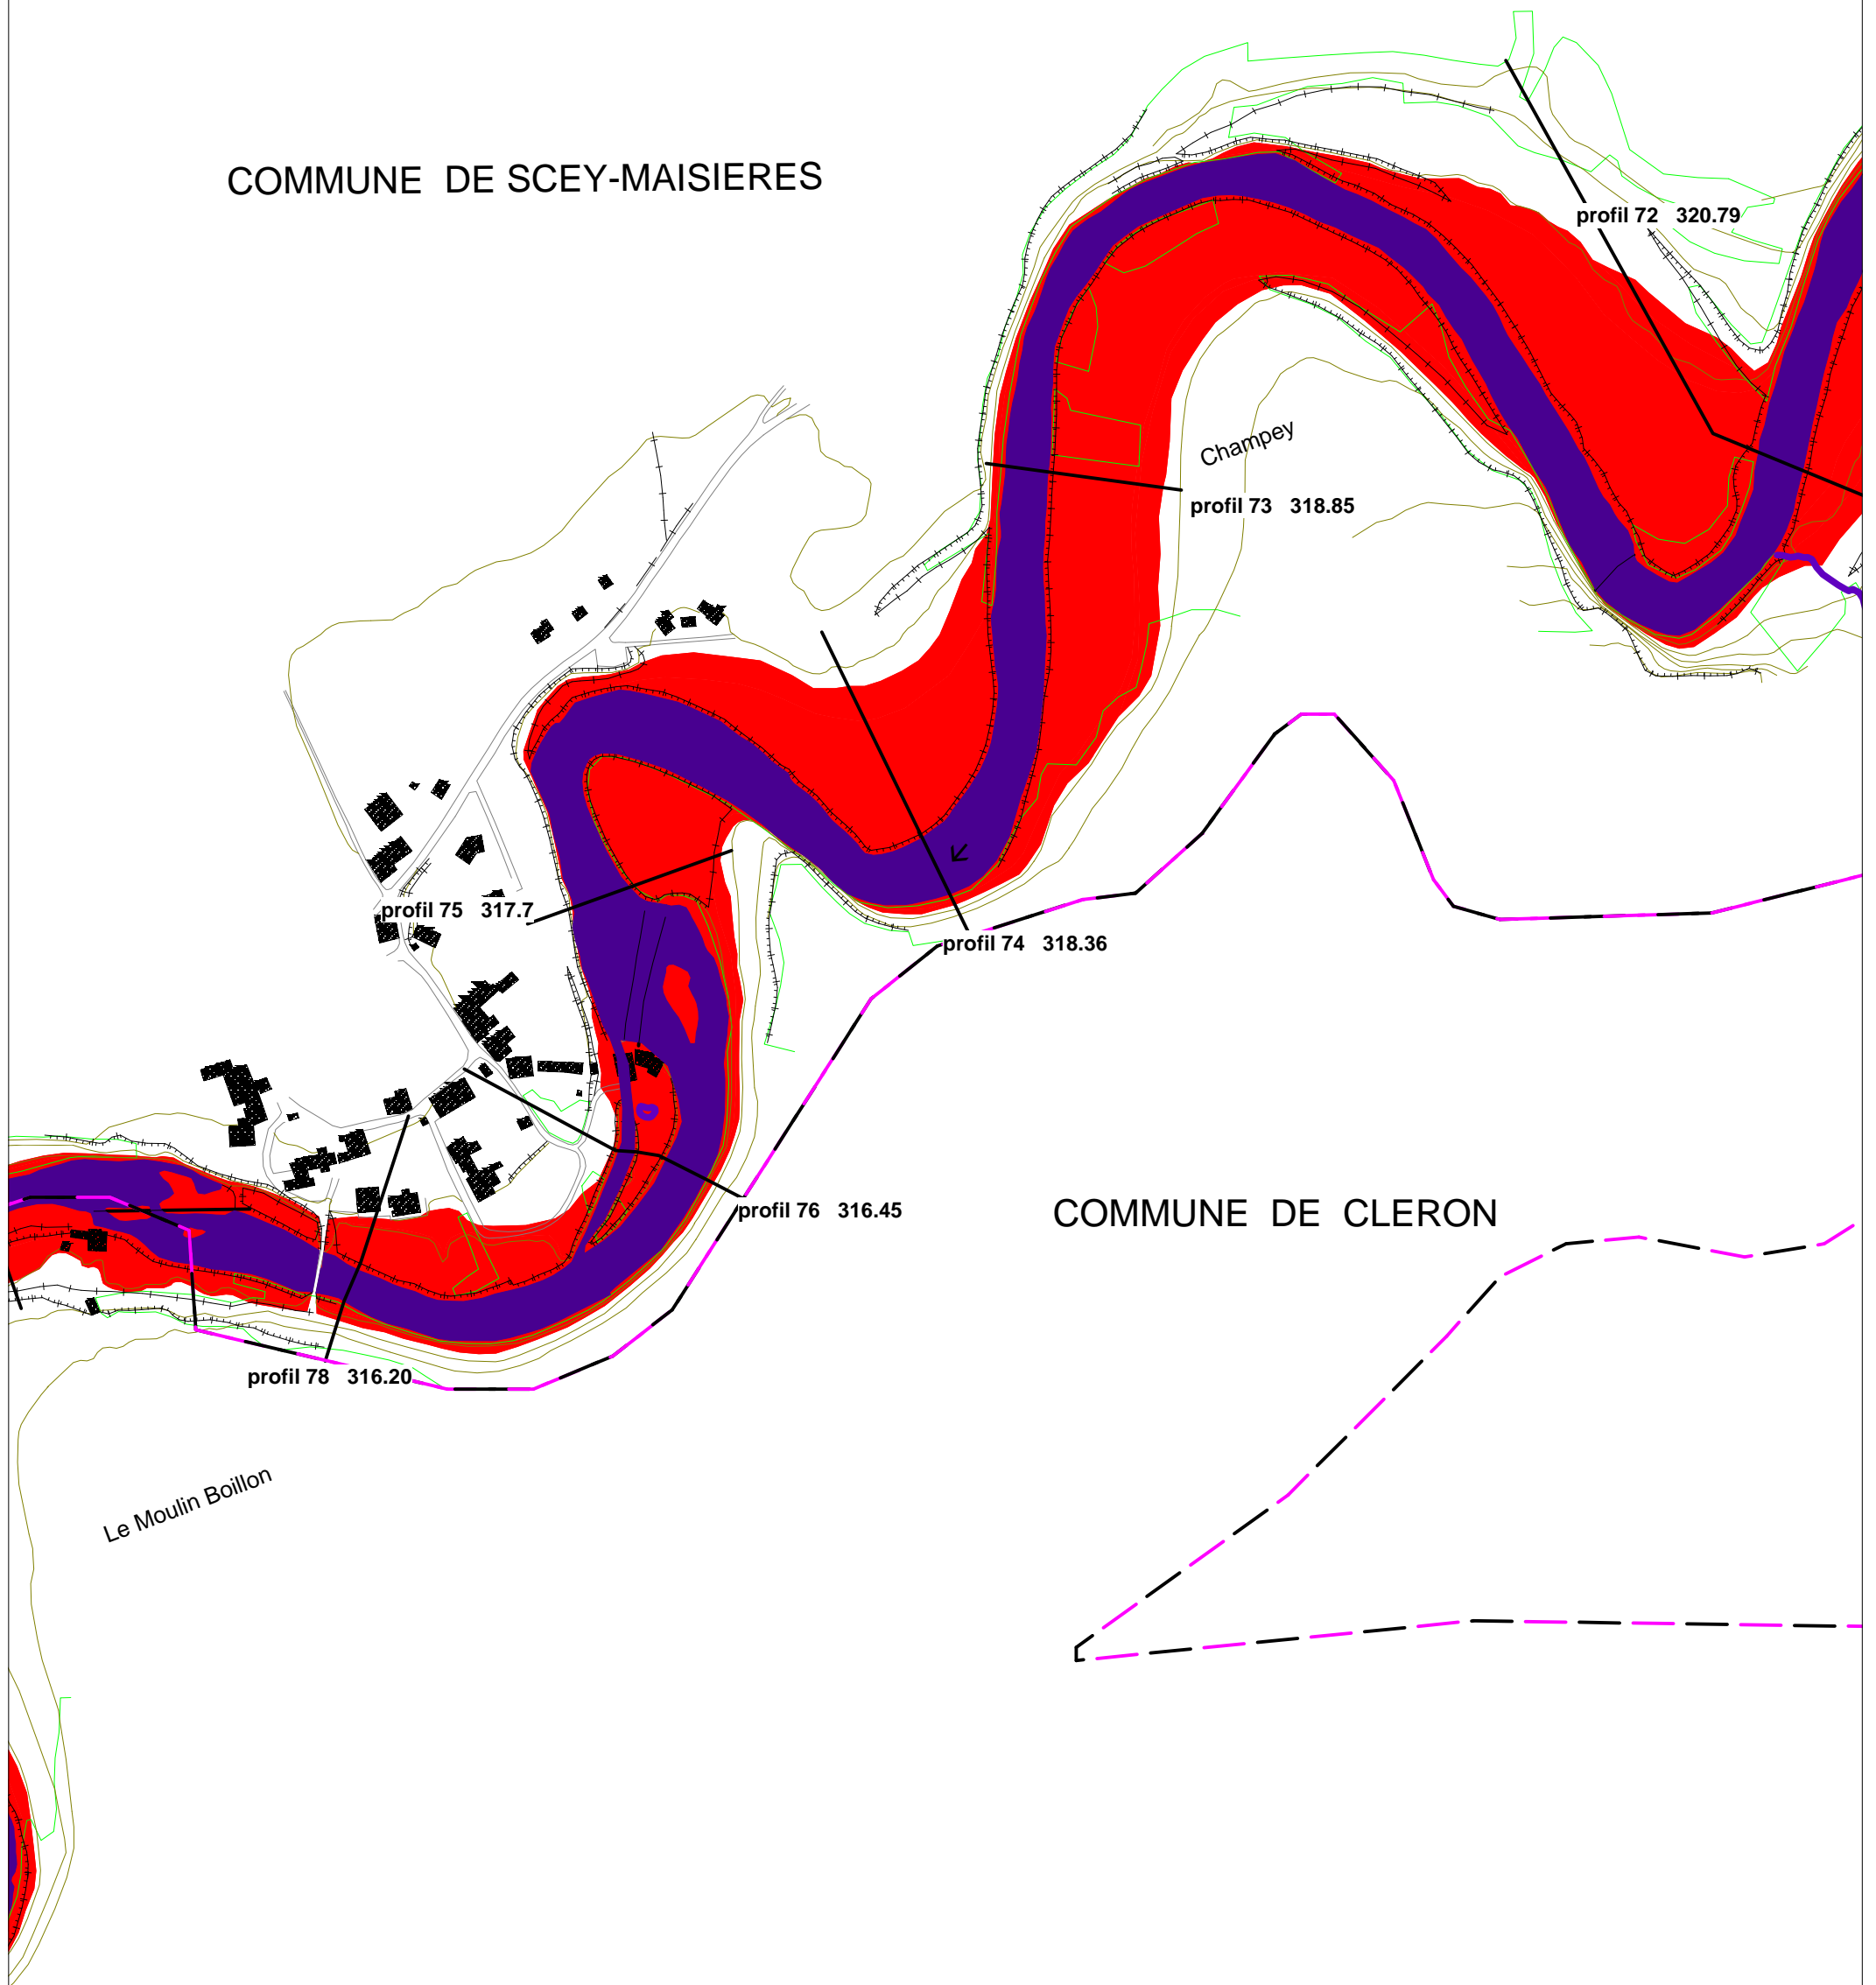 COMMUNE DE SCEY-MAISIERES
profil 72 320.79
Champey
profil 73 318.85
profil 75 317.7
profil 74 318.36
profil 76 316.45
COMMUNE DE CLERON
profil 78 316.20
Le Moulin Boillon